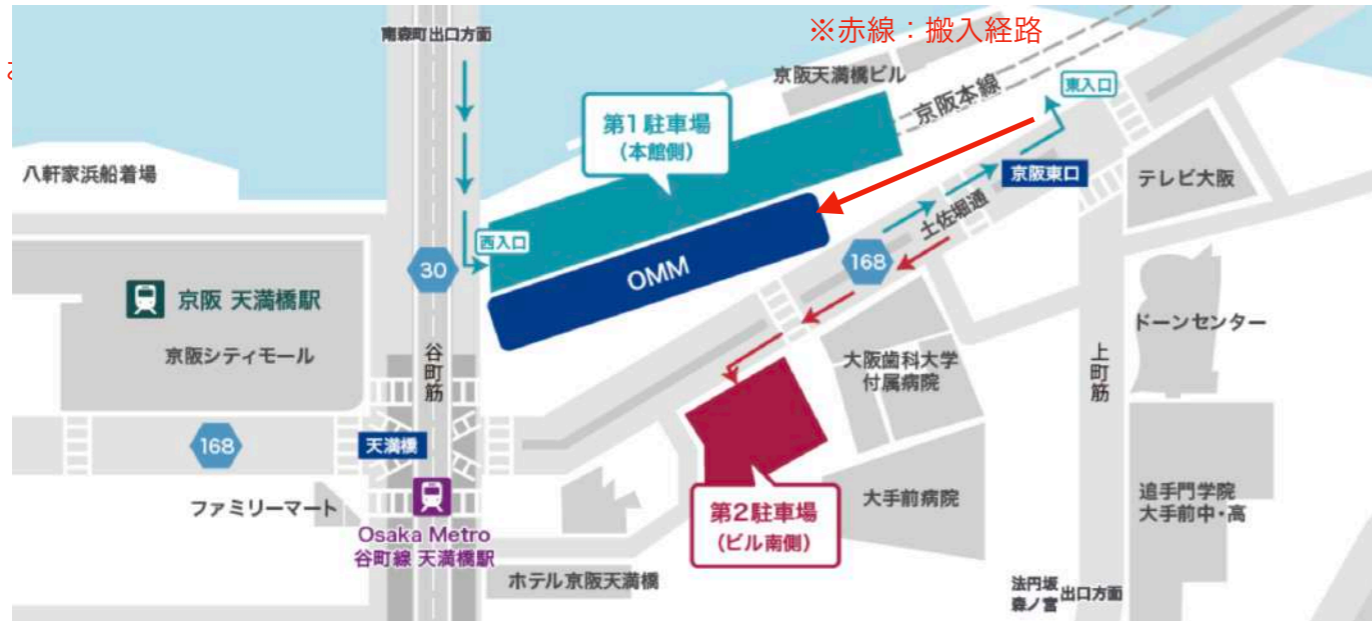 ※赤線：搬入経路
南森町出口方面
京阪天満橋ビル
京阪本線
東入口
第1駐車場
(本館側)
八軒家浜船着場
京阪東口
テレビ大阪
土佐堀通
西入口
30
168
OMM
京阪 天満橋駅
京阪シティモール
谷町筋
大阪歯科大学
付属病院
上町筋
ドーンセンター
168
天満橋
ファミリーマート
Osaka Metro
谷町線 天満橋駅
第2駐車場
(ビル南側)
大手前病院
追手門学院
大手前中・高
ホテル京阪天満橋
法円坂
森ノ宮
出口方面